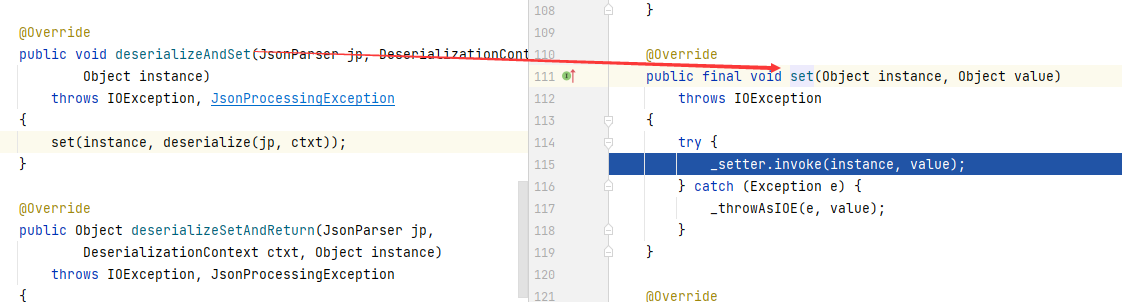 @Override
public void deserializeAndSet(JsonParser jp, DeserializationCont
Object instance)
throws IOException, JsonProcessingException
{
set(instance, deserialize(jp, ctxt));
}
@Override
public Object deserializeSetAndReturn(JsonParser jp,
DeserializationContext ctxt, Object instance)
throws IOException, JsonProcessingException
{
108 }
109
110 @Override
111 public final void set(Object instance, Object value)
112 throws IOException
113 {
114 try {
115 _setter.invoke(instance, value);
116 } catch (Exception e) {
117 _throwAsIOE(e, value);
118 }
119 }
120
121 @Override